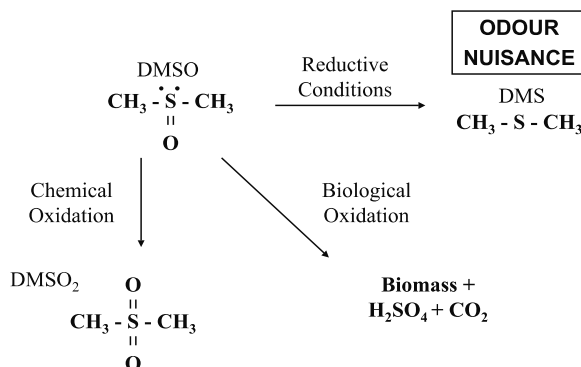 ODOUR
NUISANCE
DMSO
CH₃ - S - CH₃
=
O
Reductive
Conditions
DMS
CH₃ - S - CH₃
Chemical
Oxidation
Biological
Oxidation
DMSO₂
O
=
CH₃ - S - CH₃
=
O
Biomass +
H₂SO₄ + CO₂